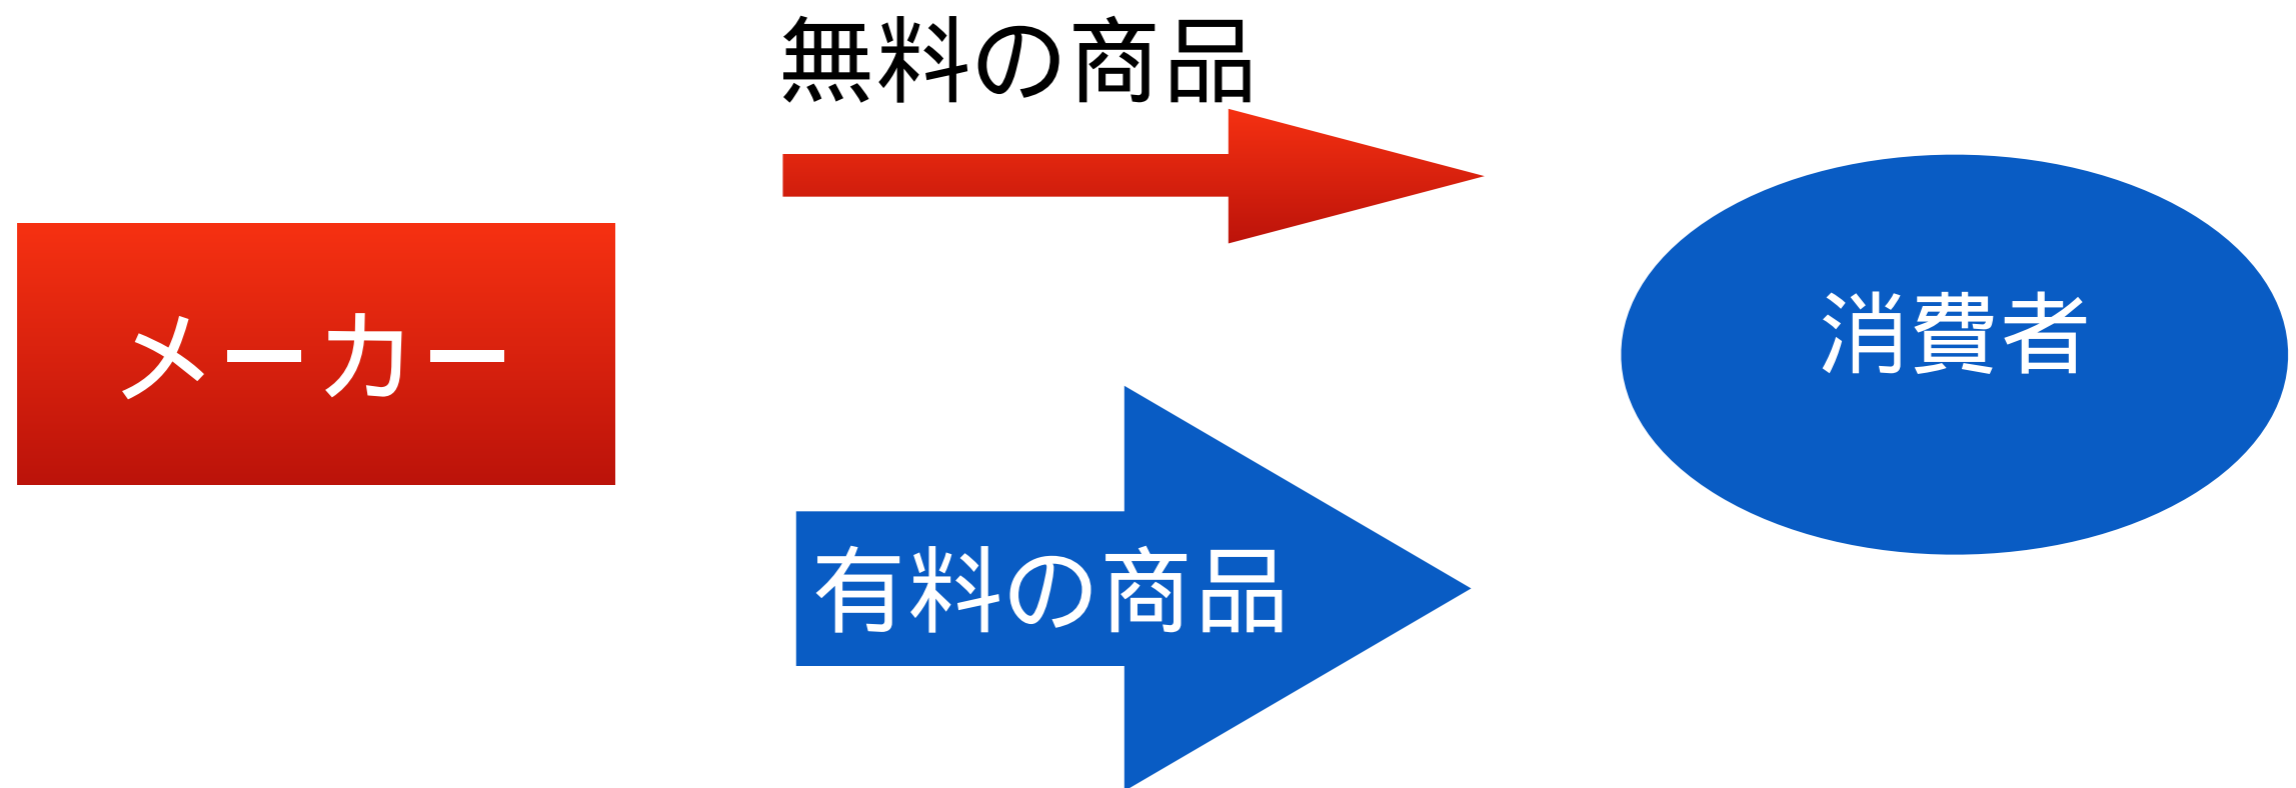 無料の商品
メーカー
消費者
有料の商品